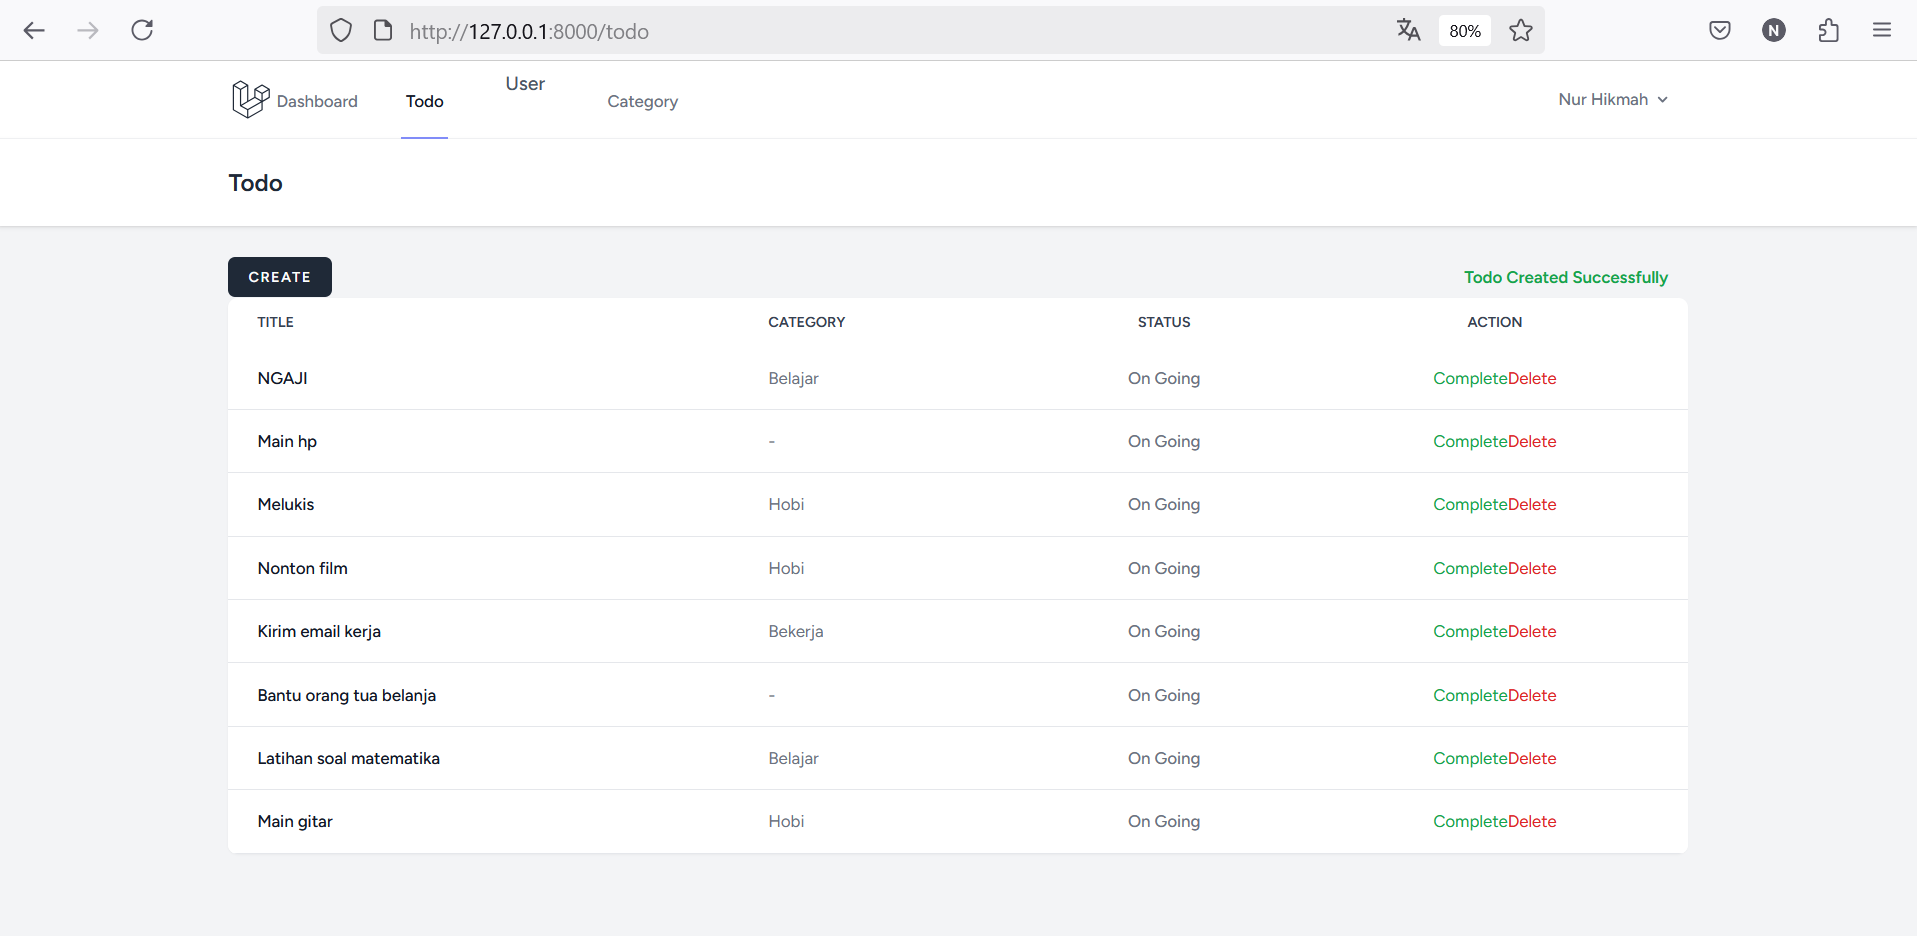 http://127.0.0.1:8000/todo 80% N
Dashboard Todo User Category Nur Hikmah
Todo
CREATE Todo Created Successfully
TITLE CATEGORY STATUS ACTION
NGAJI Belajar On Going CompleteDelete
Main hp - On Going CompleteDelete
Melukis Hobi On Going CompleteDelete
Nonton film Hobi On Going CompleteDelete
Kirim email kerja Bekerja On Going CompleteDelete
Bantu orang tua belanja - On Going CompleteDelete
Latihan soal matematika Belajar On Going CompleteDelete
Main gitar Hobi On Going CompleteDelete